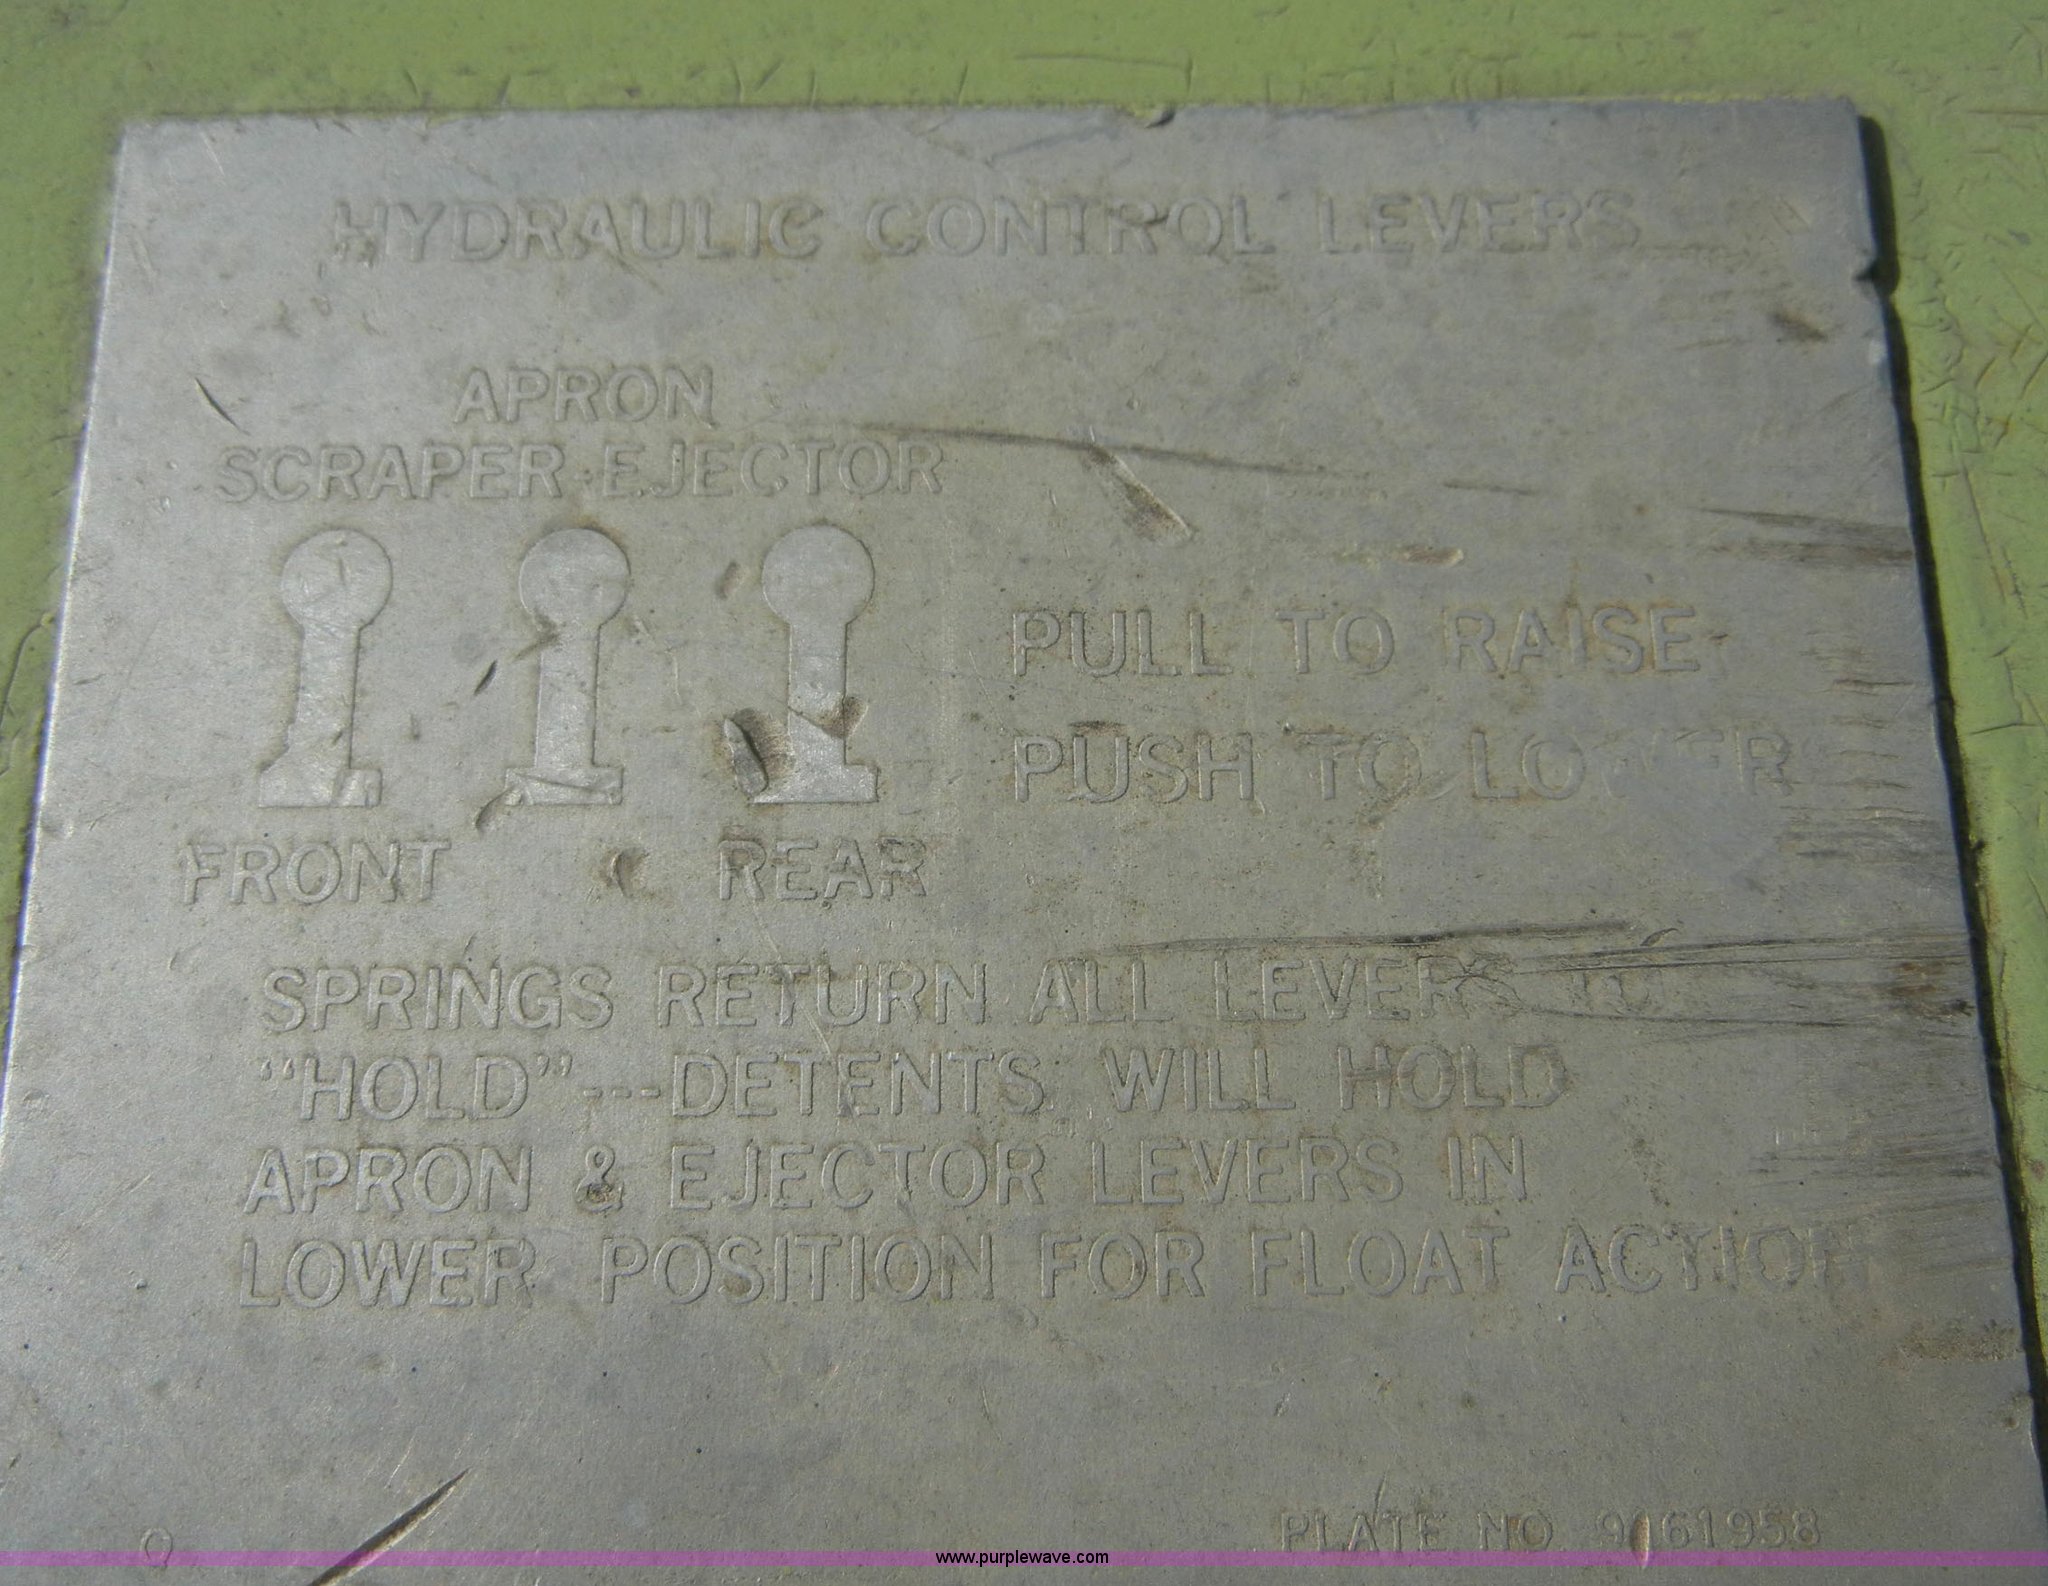 HYDRAULIC CONTROL LEVERS
APRON
SCRAPER EJECTOR
PULL TO RAISE
PUSH TO LOWER
FRONT REAR
SPRINGS RETURN ALL LEVERS TO
"HOLD"---DETENTS WILL HOLD
APRON & EJECTOR LEVERS IN
LOWER POSITION FOR FLOAT ACTION
PLATE NO 9061958
www.purplewave.com